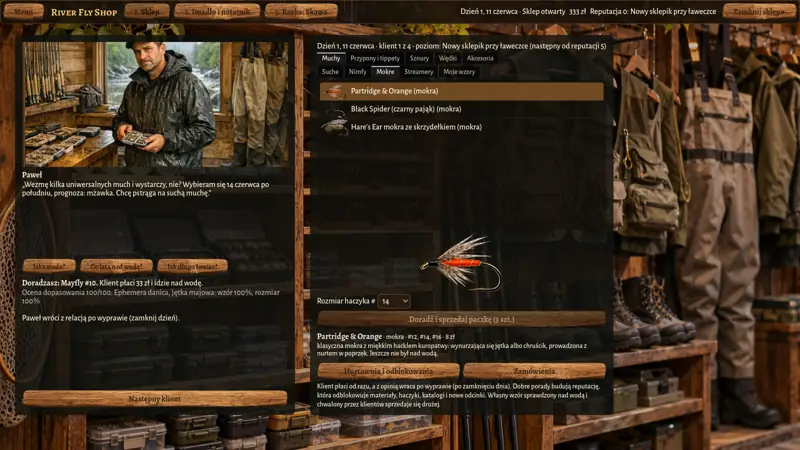 Menu
River Fly Shop
1. Sklep
2. Imadło i notatnik
3. Rzeka: Skawa
Dzień 1, 11 czerwca · Sklep otwarty 333 zł Reputacja 0: Nowy sklepik przy ławeczce
Zamknij sklep
Paweł
„Wezmę kilka uniwersalnych much i wystarczy, nie? Wybieram się 14 czerwca po
południu, prognoza: mżawka. Chcę pstrąga na suchą muchę."
Jaka woda?
Co lata nad wodą?
Jak długo łowisz?
Doradzasz: Mayfly #10. Klient płaci 33 zł i idzie nad wodę.
Ocena dopasowania 100/100. Ephemera danica, jętka majowa: wzór 100%, rozmiar
100%
Paweł wróci z relacją po wyprawie (zamknij dzień).
Następny klient
Dzień 1, 11 czerwca · klient 1 z 4 · poziom: Nowy sklepik przy ławeczce (następny od reputacji 5)
Muchy
Przypony i tippety
Sznury
Wędki
Akcesoria
Suche
Nimfy
Mokre
Streamery
Moje wzory
Partridge & Orange (mokra)
Black Spider (czarny pająk) (mokra)
Hare's Ear mokra ze skrzydełkiem (mokra)
Rozmiar haczyka #
14
Doradź i sprzedaj paczkę (3 szt.)
Partridge & Orange · mokra · #12, #14, #16 · 8 zł
klasyczna mokra z miękkim hacklem kuropatwy: wynurzająca się jętka albo chruścik, prowadzona z
nurtem w poprzek. Jeszcze nie był nad wodą.
Hurtownia i odblokowania
Zamówienia
Klient płaci od razu, a z opinią wraca po wyprawie (po zamknięciu dnia). Dobre porady budują reputację,
która odblokowuje materiały, haczyki, katalogi i nowe odcinki. Własny wzór sprawdzony nad wodą i
chwalony przez klientów sprzedaje się drożej.